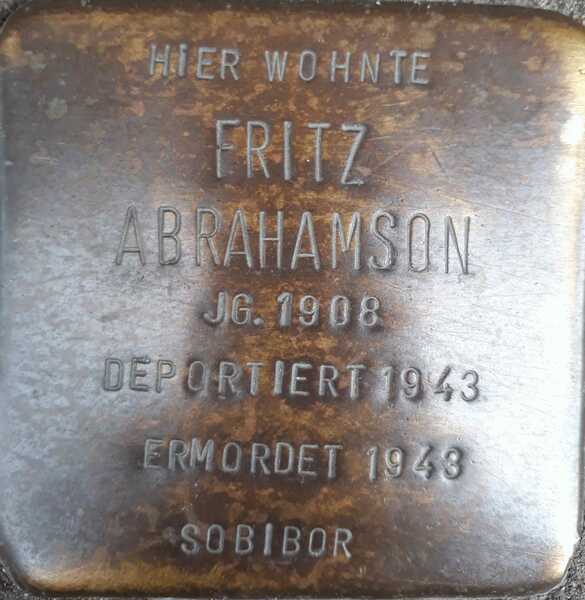 HIER WOHNTE
FRITZ
ABRAHAMSON
JG. 1908
DEPORTIERT 1943
ERMORDET 1943
SOBIBOR